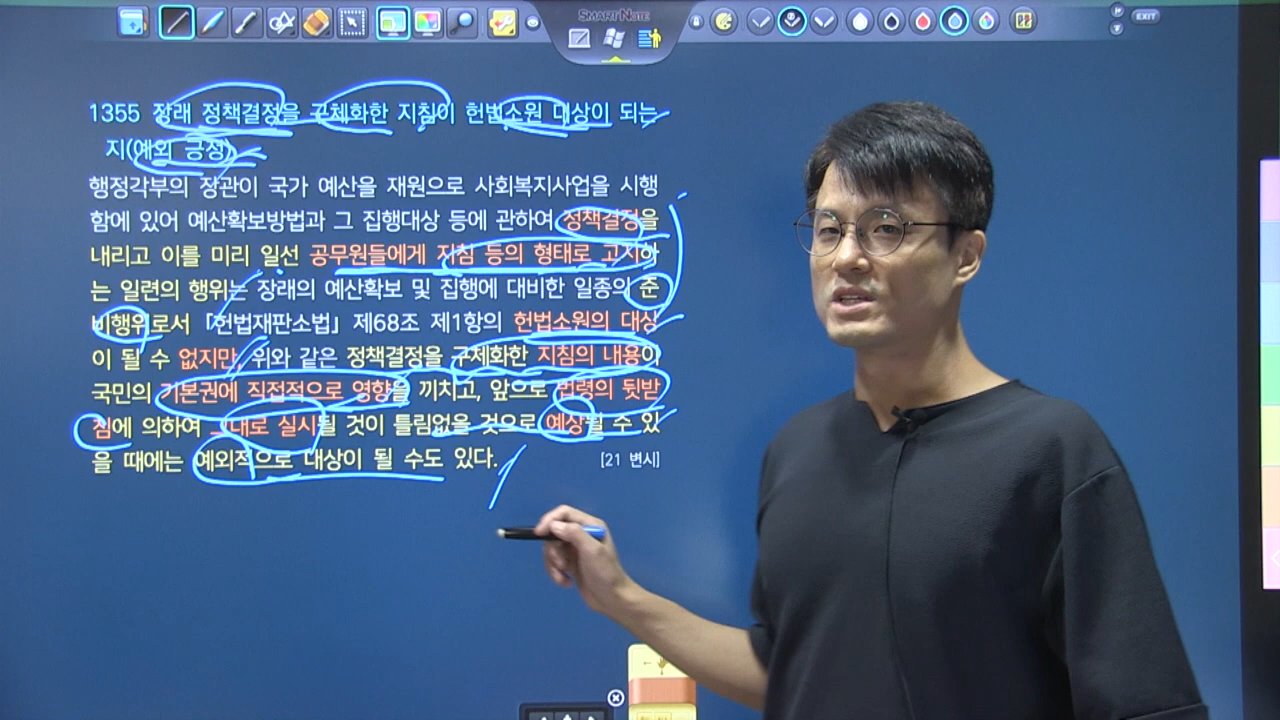 SMARTNOTE
EXIT
1355 장래 정책결정을 구체화한 지침이 헌법소원 대상이 되는
지(예외 긍정)
행정각부의 장관이 국가 예산을 재원으로 사회복지사업을 시행
함에 있어 예산확보방법과 그 집행대상 등에 관하여 정책결정을
내리고 이를 미리 일선 공무원들에게 지침 등의 형태로 고지하
는 일련의 행위는 장래의 예산확보 및 집행에 대비한 일종의 준
비행위로서 「헌법재판소법」 제68조 제1항의 헌법소원의 대상
이 될 수 없지만, 위와 같은 정책결정을 구체화한 지침의 내용이
국민의 기본권에 직접적으로 영향을 끼치고, 앞으로 법령의 뒷받
침에 의하여 그대로 실시될 것이 틀림없을 것으로 예상될 수 있
을 때에는 예외적으로 대상이 될 수도 있다. [21 변시]